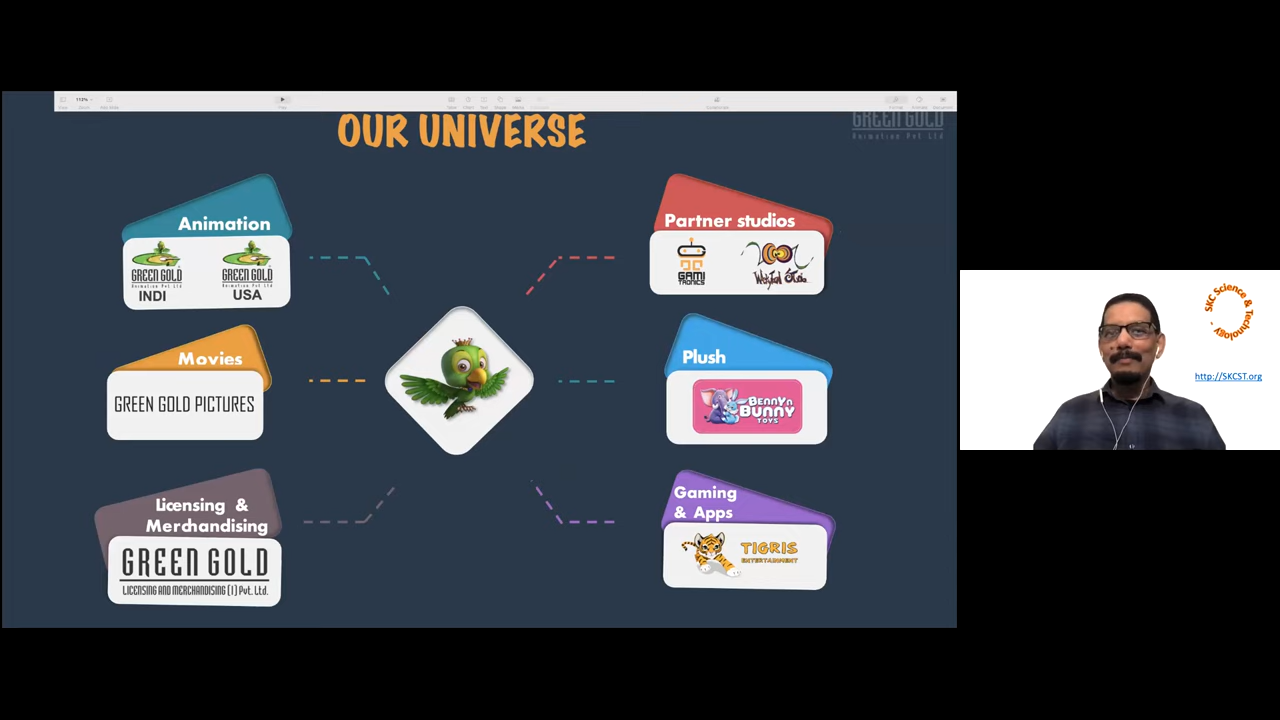 113%
OUR UNIVERSE
GREEN GOLD
Animation Pvt Ltd
Animation
GREEN GOLD
Animation Pvt Ltd
INDI
GREEN GOLD
Animation Pvt Ltd
USA
Movies
GREEN GOLD PICTURES
Licensing &
Merchandising
GREEN GOLD
LICENSING AND MERCHANDISING (I) Pvt. Ltd.
Partner studios
GAMI
TRONICS
Plush
BENNY n
BUNNY
TOYS
Gaming
& Apps
TIGRIS
ENTERTAINMENT
SKC Science & Technology -
http://SKCST.org